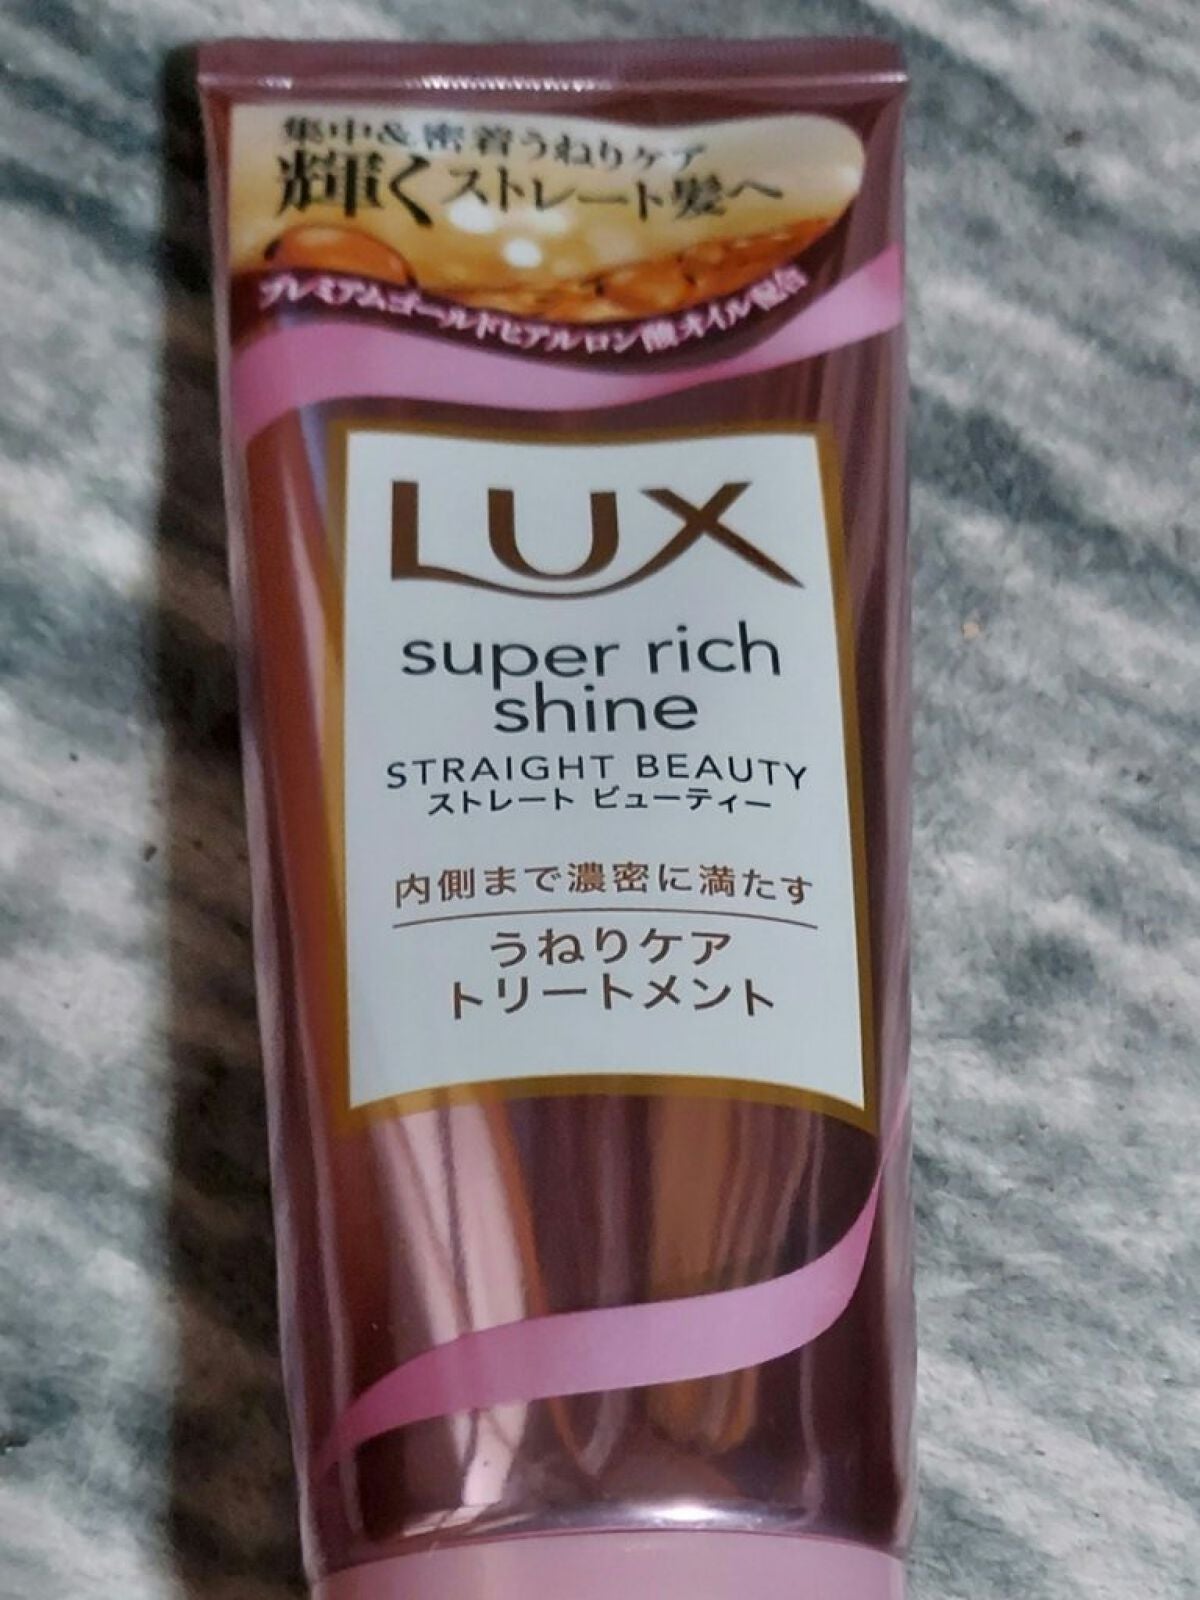 集中&密着うねりケア
輝くストレート髪へ
プレミアムゴールドヒアルロン酸オイル配合
LUX
super rich
shine
STRAIGHT BEAUTY
ストレート ビューティー
内側まで濃密に満たす
うねりケア
トリートメント